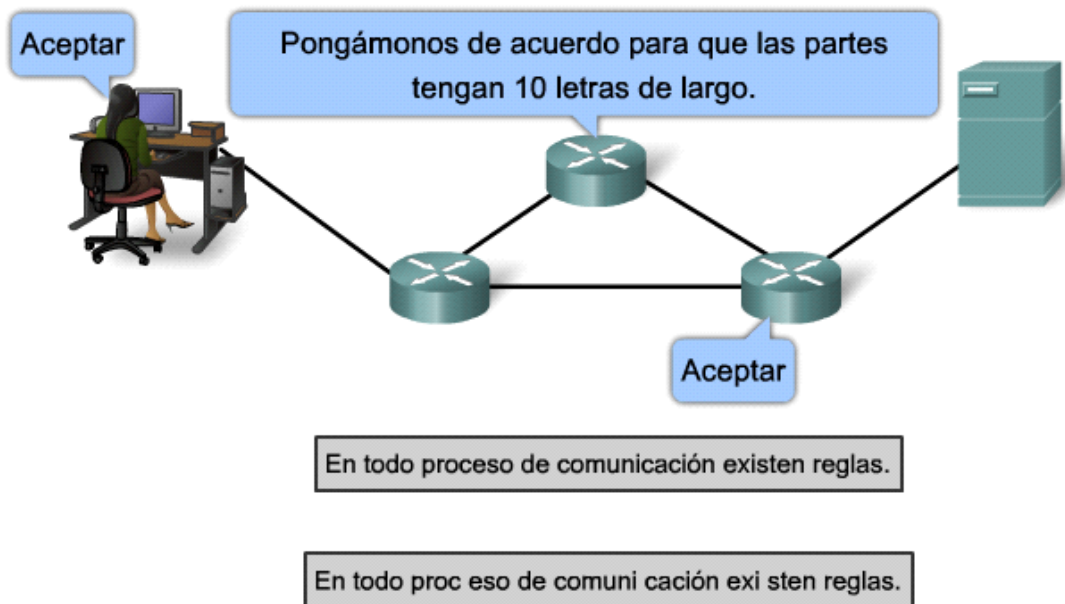 Aceptar
Pongámonos de acuerdo para que las partes
tengan 10 letras de largo.
Aceptar
En todo proceso de comunicación existen reglas.
En todo proc eso de comuni cación exi sten reglas.